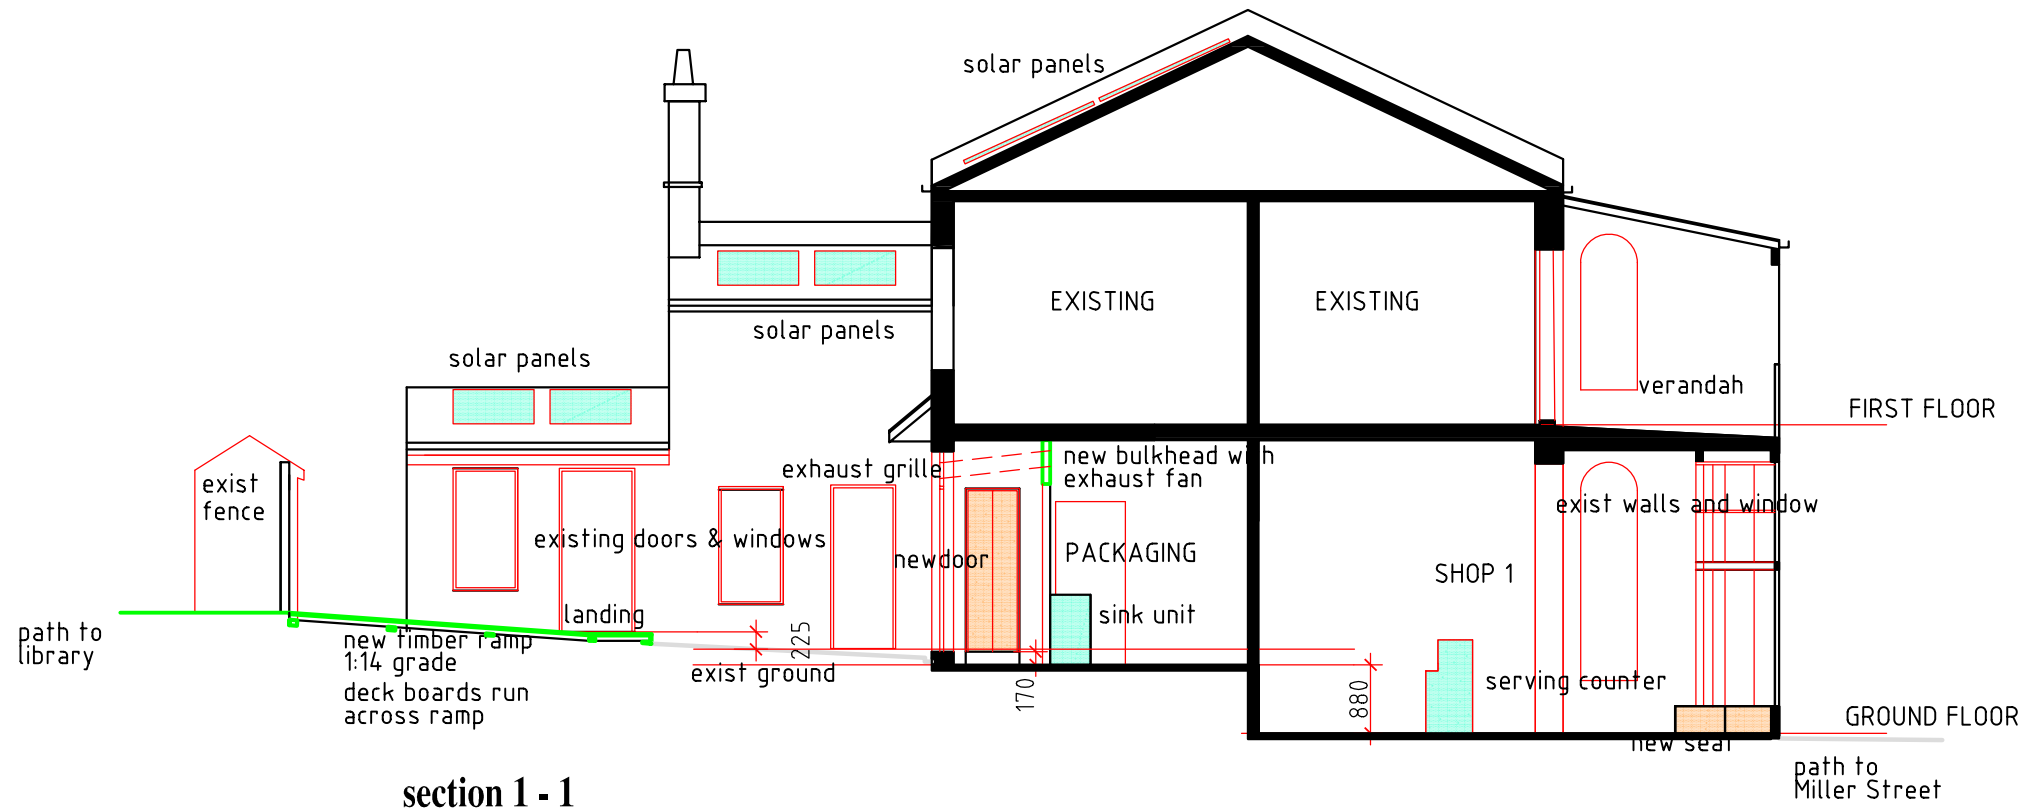 solar panels
EXISTING
EXISTING
solar panels
solar panels
verandah
FIRST FLOOR
exhaust grille
new bulkhead with
exhaust fan
exist
fence
exist walls and window
existing doors & windows
newdoor
PACKAGING
SHOP 1
landing
sink unit
path to
library
new timber ramp
1:14 grade
deck boards run
across ramp
225
exist ground
170
880
serving counter
GROUND FLOOR
new seat
path to
Miller Street
section 1 - 1